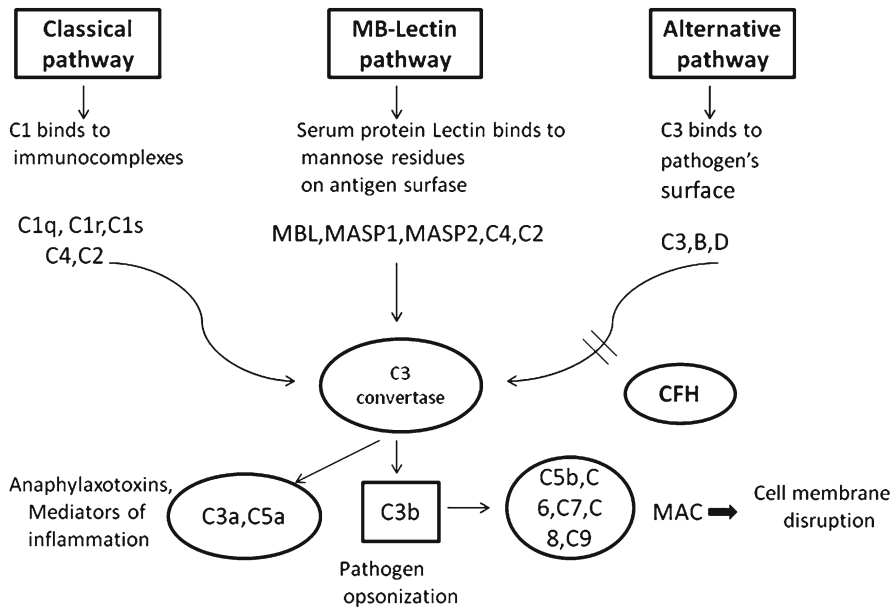 Classical
pathway
MB-Lectin
pathway
Alternative
pathway
C1 binds to
immunocomplexes
Serum protein Lectin binds to
mannose residues
on antigen surfase
C3 binds to
pathogen's
surface
C1q, C1r,C1s
C4,C2
MBL,MASP1,MASP2,C4,C2
C3,B,D
C3
convertase
CFH
Anaphylaxotoxins,
Mediators of
inflammation
C3a,C5a
C3b
Pathogen
opsonization
C5b,C
6,C7,C
8,C9
MAC
Cell membrane
disruption